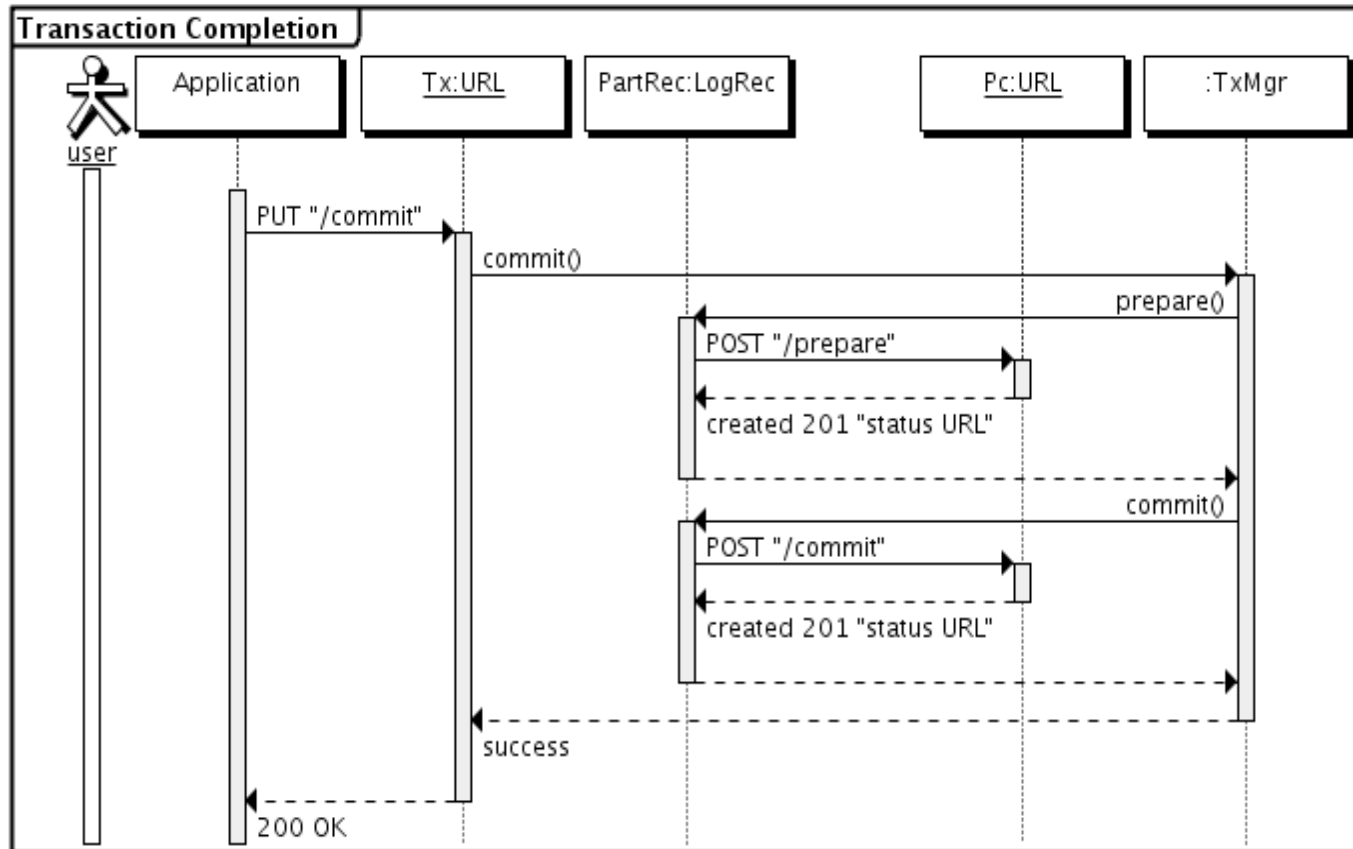 Transaction Completion
Application
Tx:URL
PartRec:LogRec
Pc:URL
:TxMgr
user
PUT "/commit"
commit()
prepare()
POST "/prepare"
created 201 "status URL"
commit()
POST "/commit"
created 201 "status URL"
success
200 OK